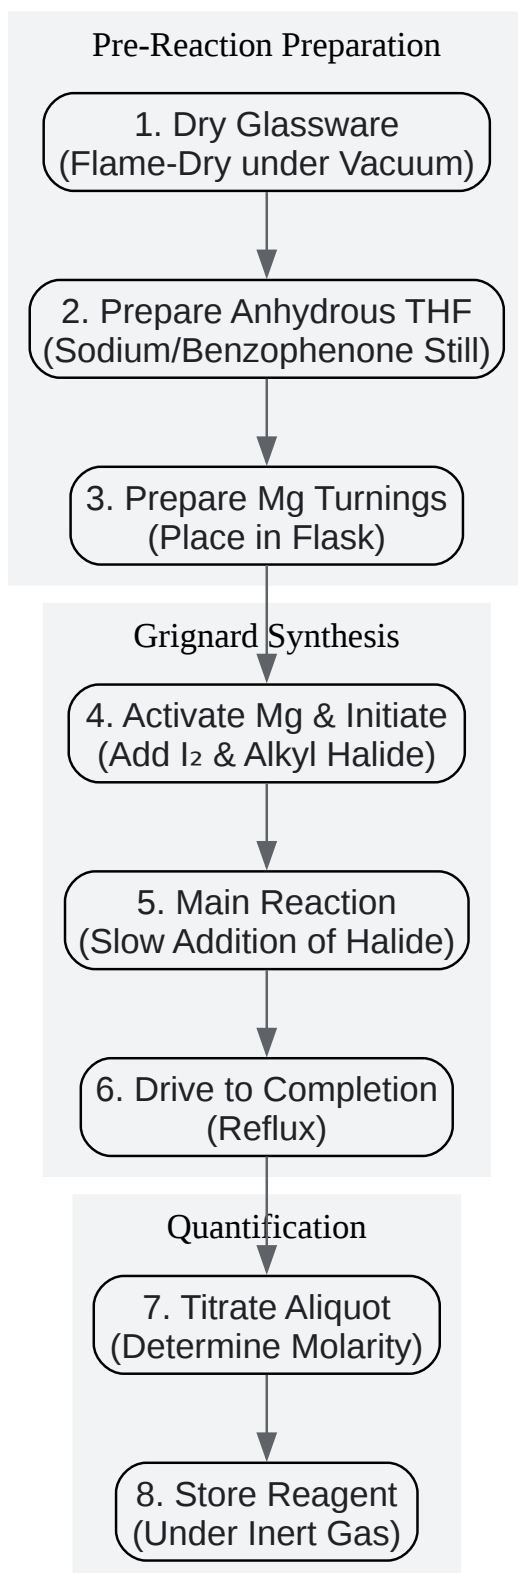 Pre-Reaction Preparation
1. Dry Glassware
(Flame-Dry under Vacuum)
2. Prepare Anhydrous THF
(Sodium/Benzophenone Still)
3. Prepare Mg Turnings
(Place in Flask)
Grignard Synthesis
4. Activate Mg & Initiate
(Add I₂ & Alkyl Halide)
5. Main Reaction
(Slow Addition of Halide)
6. Drive to Completion
(Reflux)
Quantification
7. Titrate Aliquot
(Determine Molarity)
8. Store Reagent
(Under Inert Gas)